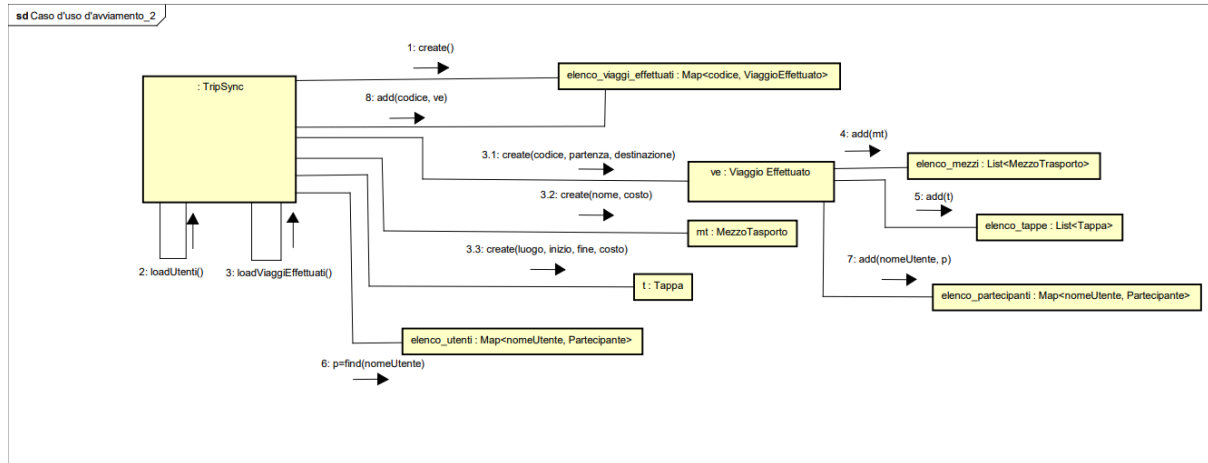 sd Caso d'uso d'avviamento_2
1: create()
elenco_viaggi_effettuati : Map<codice, ViaggioEffettuato>
: TripSync
8: add(codice, ve)
4: add(mt)
3.1: create(codice, partenza, destinazione)
elenco_mezzi : List<MezzoTrasporto>
ve : Viaggio Effettuato
3.2: create(nome, costo)
5: add(t)
elenco_tappe : List<Tappa>
mt : MezzoTasporto
3.3: create(luogo, inizio, fine, costo)
7: add(nomeUtente, p)
2: loadUtenti()
3: loadViaggiEffettuati()
t : Tappa
elenco_partecipanti : Map<nomeUtente, Partecipante>
elenco_utenti : Map<nomeUtente, Partecipante>
6: p=find(nomeUtente)